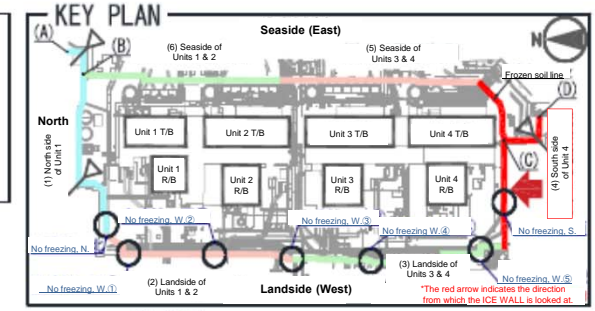 KEY PLAN
Seaside (East)
(A)
(B)
(6) Seaside of
Units 1 & 2
(5) Seaside of
Units 3 & 4
N
Frozen soil line
(D)
North
(1) North side
of Unit1
Unit 1 T/B
Unit 2 T/B
Unit 3 T/B
Unit 4 T/B
(C)
(4) South side
of Unit 4
Unit 1
R/B
Unit 2
R/B
Unit 3
R/B
Unit 4
R/B
No freezing, W.②
No freezing, W.③
No freezing W.④
No freezing, S.
No freezing, N.
(3) Landside of
Units 3 & 4
No freezing, W.①
(2) Landside of
Units 1 & 2
Landside (West)
No freezing, W.⑤
*The red arrow indicates the direction
from which the ICE WALL is looked at.